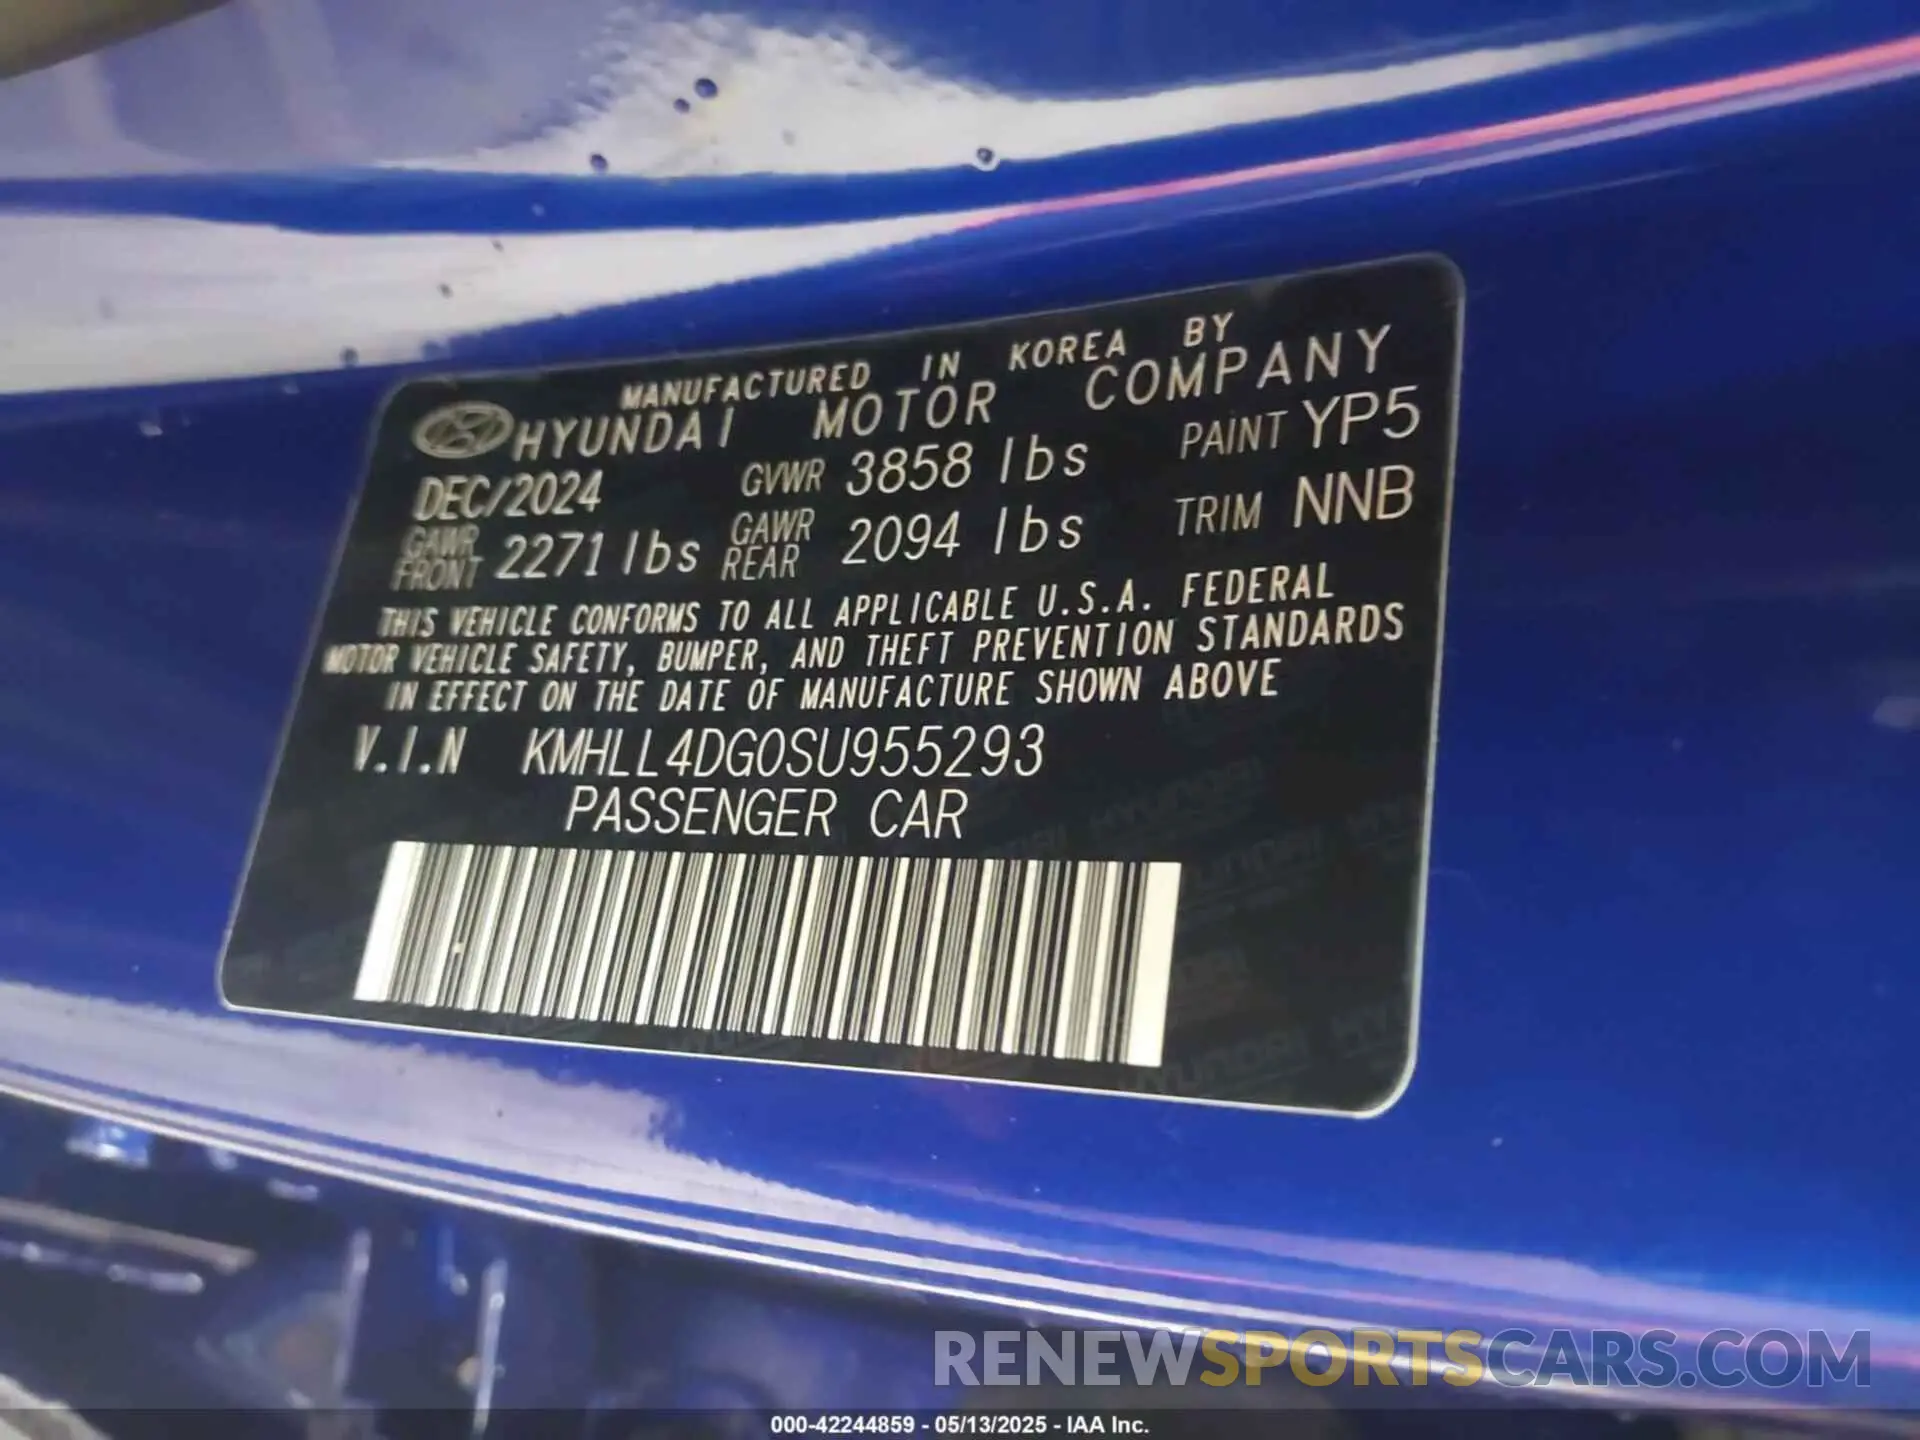 MANUFACTURED IN KOREA BY
HYUNDAI MOTOR COMPANY
DEC/2024 GVWR 3858 lbs PAINT YP5
GAWR FRONT 2271 lbs GAWR REAR 2094 lbs TRIM NNB
THIS VEHICLE CONFORMS TO ALL APPLICABLE U.S.A. FEDERAL
MOTOR VEHICLE SAFETY, BUMPER, AND THEFT PREVENTION STANDARDS
IN EFFECT ON THE DATE OF MANUFACTURE SHOWN ABOVE
V.I.N KMHLL4DG0SU955293
PASSENGER CAR
HYUNDAI
RENEWSPORTSCARS.COM
000-42244859 - 05/13/2025 - IAA Inc.